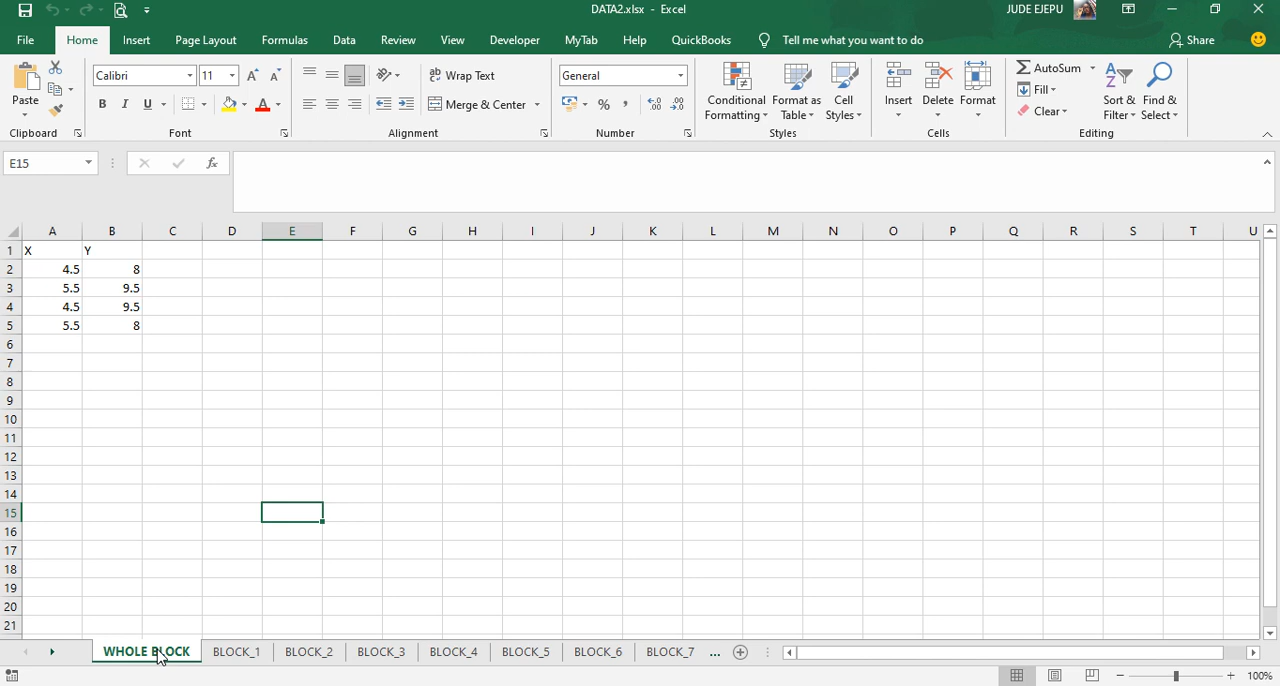 DATA2.xlsx - Excel
JUDE EJEPU
File Home Insert Page Layout Formulas Data Review View Developer MyTab Help QuickBooks Tell me what you want to do Share
Paste
Calibri 11
B I U A
Wrap Text
Merge & Center
General
% ,
Conditional Formatting
Format as Table
Cell Styles
Insert Delete Format
AutoSum
Fill
Clear
Sort & Filter
Find & Select
Clipboard Font Alignment Number Styles Cells Editing
E15 fx
A B C D E F G H I J K L M N O P Q R S T U
1 X Y
2 4.5 8
3 5.5 9.5
4 4.5 9.5
5 5.5 8
6
7
8
9
10
11
12
13
14
15
16
17
18
19
20
21
WHOLE BLOCK BLOCK_1 BLOCK_2 BLOCK_3 BLOCK_4 BLOCK_5 BLOCK_6 BLOCK_7 ...
100%